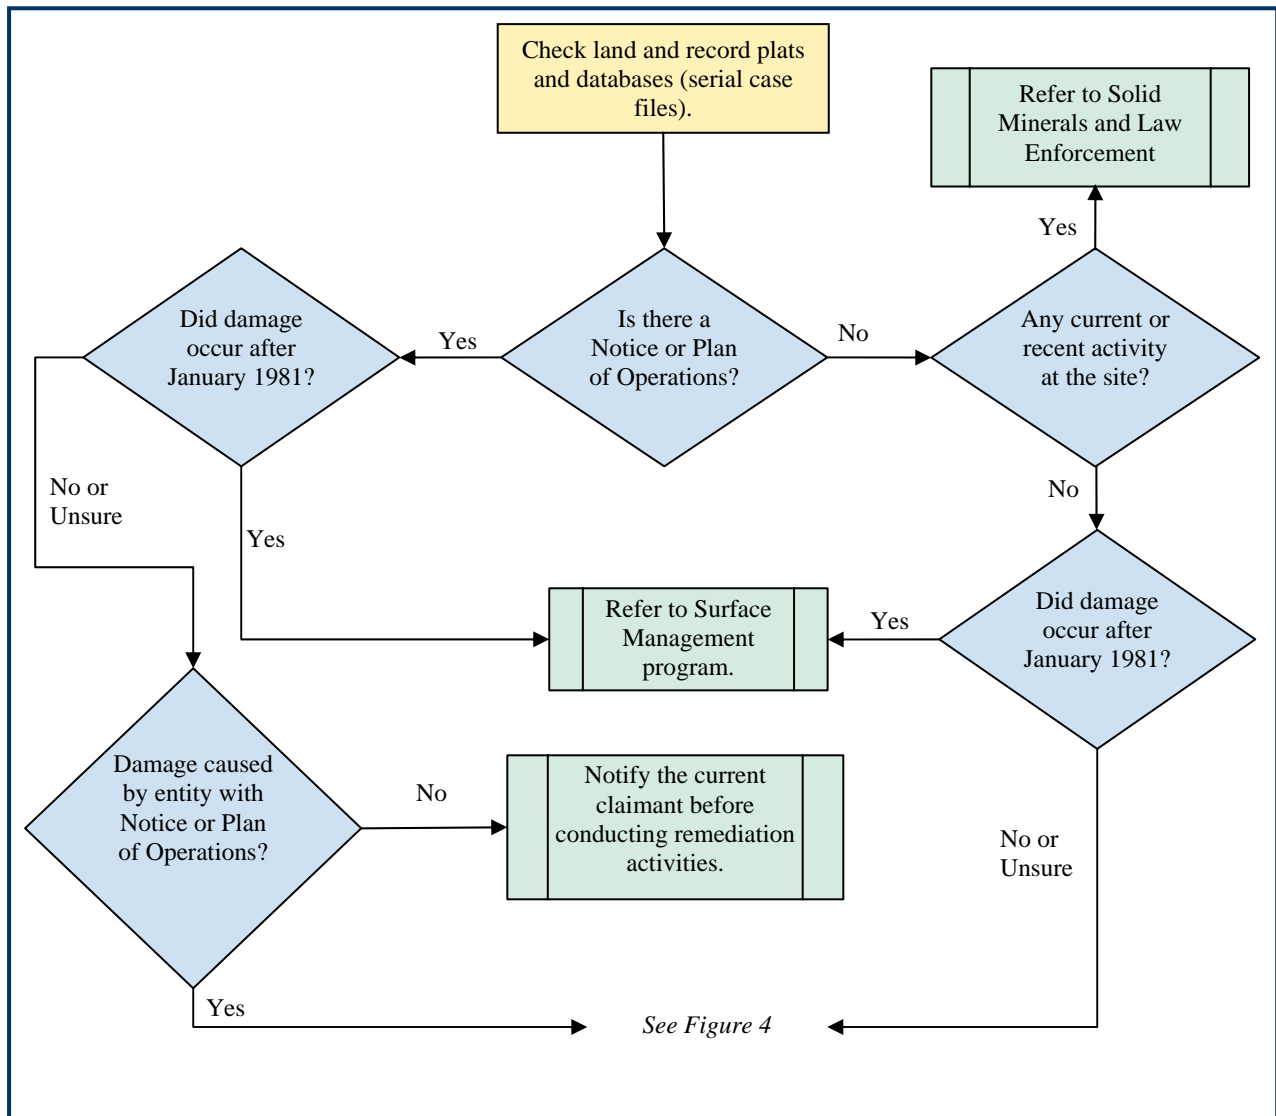 Check land and record plats
and databases (serial case
files).
Refer to Solid
Minerals and Law
Enforcement
Yes
Did damage
occur after
January 1981?
Yes
Is there a
Notice or Plan
of Operations?
No
Any current or
recent activity
at the site?
No or
Unsure
Yes
No
Refer to Surface
Management
program.
Yes
Did damage
occur after
January 1981?
Damage caused
by entity with
Notice or Plan
of Operations?
No
Notify the current
claimant before
conducting remediation
activities.
No or
Unsure
Yes
See Figure 4